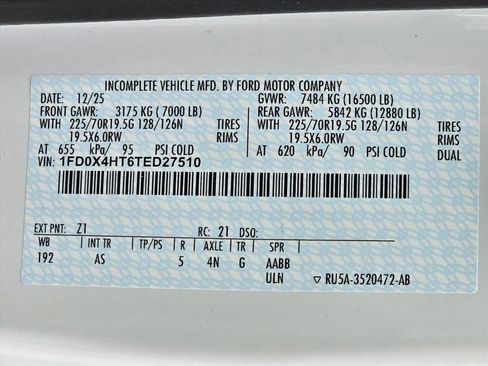 INCOMPLETE VEHICLE MFD. BY FORD MOTOR COMPANY
DATE: 12/25 GVWR: 7484 KG (16500 LB)
FRONT GAWR: 3175 KG ( 7000 LB) REAR GAWR: 5842 KG (12880 LB)
WITH 225/70R19.5G 128/126N TIRES WITH 225/70R19.5G 128/126N TIRES
19.5X6.0RW RIMS 19.5X6.0RW RIMS
AT 655 kPa/ 95 PSI COLD AT 620 kPa/ 90 PSI COLD DUAL
VIN: 1FD0X4HT6TED27510
EXT PNT: Z1 RC: 21 DSO:
WB INT TR TP/PS R AXLE TR SPR
192 AS 5 4N G AABB
ULN ▽ RU5A-3520472-AB